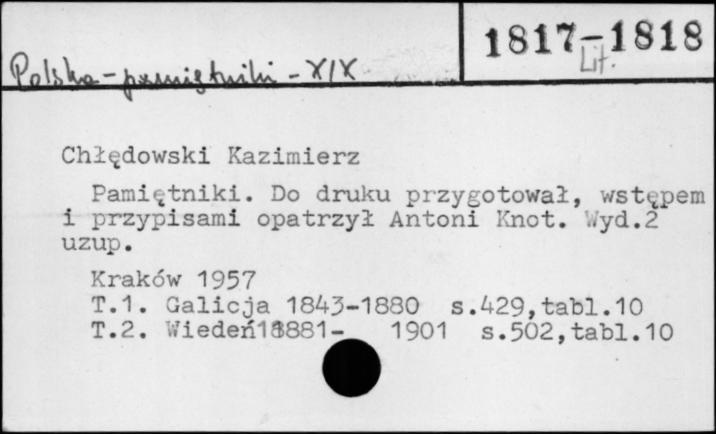 1817-1818
Lit.
Polska - pamiętniki - XIX
Chłędowski Kazimierz
Pamiętniki. Do druku przygotował, wstępem
i przypisami opatrzył Antoni Knot. Wyd.2
uzup.
Kraków 1957
T.1. Galicja 1843-1880 s.429,tabl.10
T.2. Wiedeń18881- 1901 s.502,tabl.10